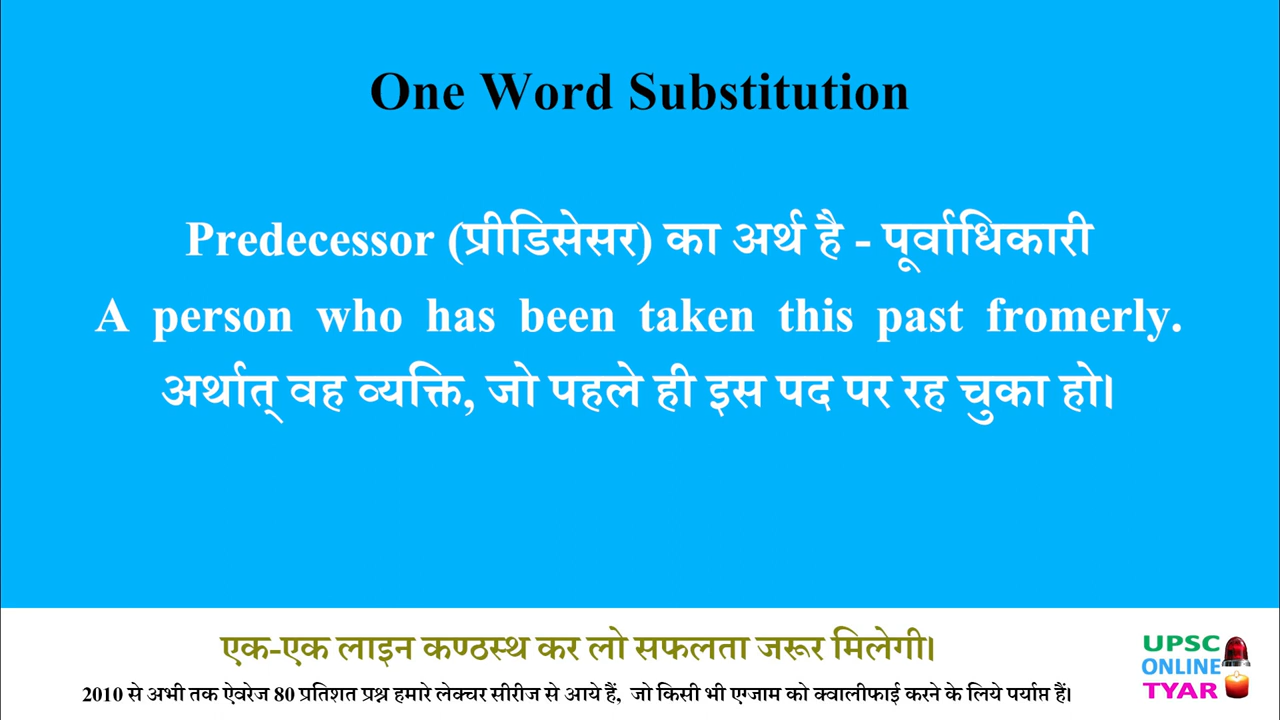 One Word Substitution
Predecessor (प्रीडिसेसर) का अर्थ है - पूर्वाधिकारी
A person who has been taken this past fromerly.
अर्थात् वह व्यक्ति, जो पहले ही इस पद पर रह चुका हो।
एक-एक लाइन कण्ठस्थ कर लो सफलता जरूर मिलेगी।
2010 से अभी तक ऐवरेज 80 प्रतिशत प्रश्न हमारे लेक्चर सीरीज से आये हैं, जो किसी भी एग्जाम को क्वालीफाई करने के लिये पर्याप्त हैं।
UPSC
ONLINE
TYAR